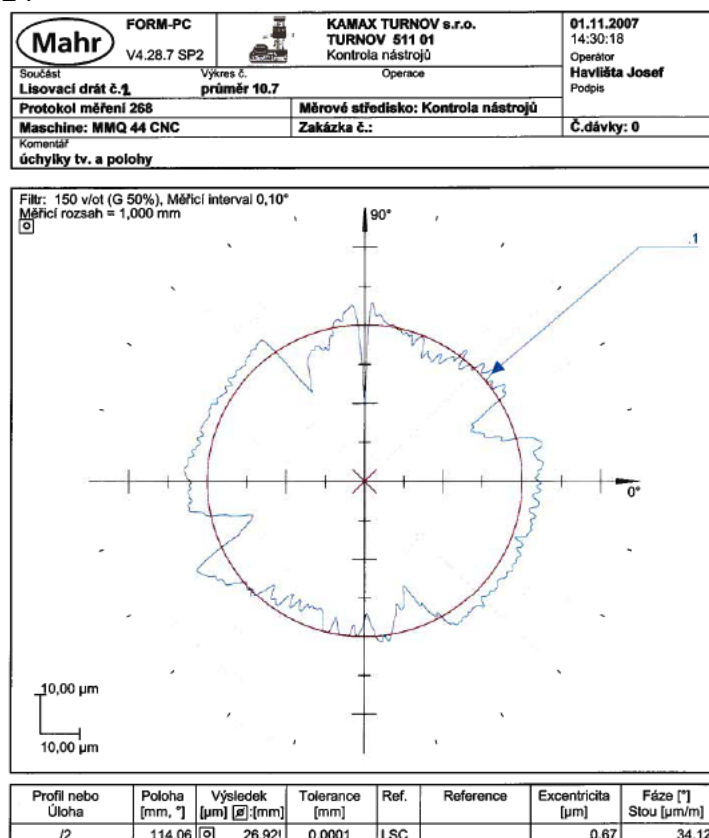 Mahr
FORM-PC
V4.28.7 SP2
KAMAX TURNOV s.r.o.
TURNOV 511 01
Kontrola nástrojů
01.11.2007
14:30:18
Operátor
Havlišta Josef
Podpis
Součást
Lisovací drát č.1
Výkres č.
průměr 10.7
Operace
Protokol měření 268
Měrové středisko: Kontrola nástrojů
Maschine: MMQ 44 CNC
Zakázka č.:
Č.dávky: 0
Komentář
úchylky tv. a polohy
Filtr: 150 v/ot (G 50%), Měřicí interval 0,10°
Měřicí rozsah = 1,000 mm
90°
.1
0°
10,00 µm
10,00 µm
Profil nebo Poloha Výsledek Tolerance Ref. Reference Excentricita Fáze [°]
Úloha [mm, °] [µm] [ø]:[mm] [mm] [µm] Stou [µm/m]
/2 114.06 26.92! 0.0001 LSC 0.67 34.12